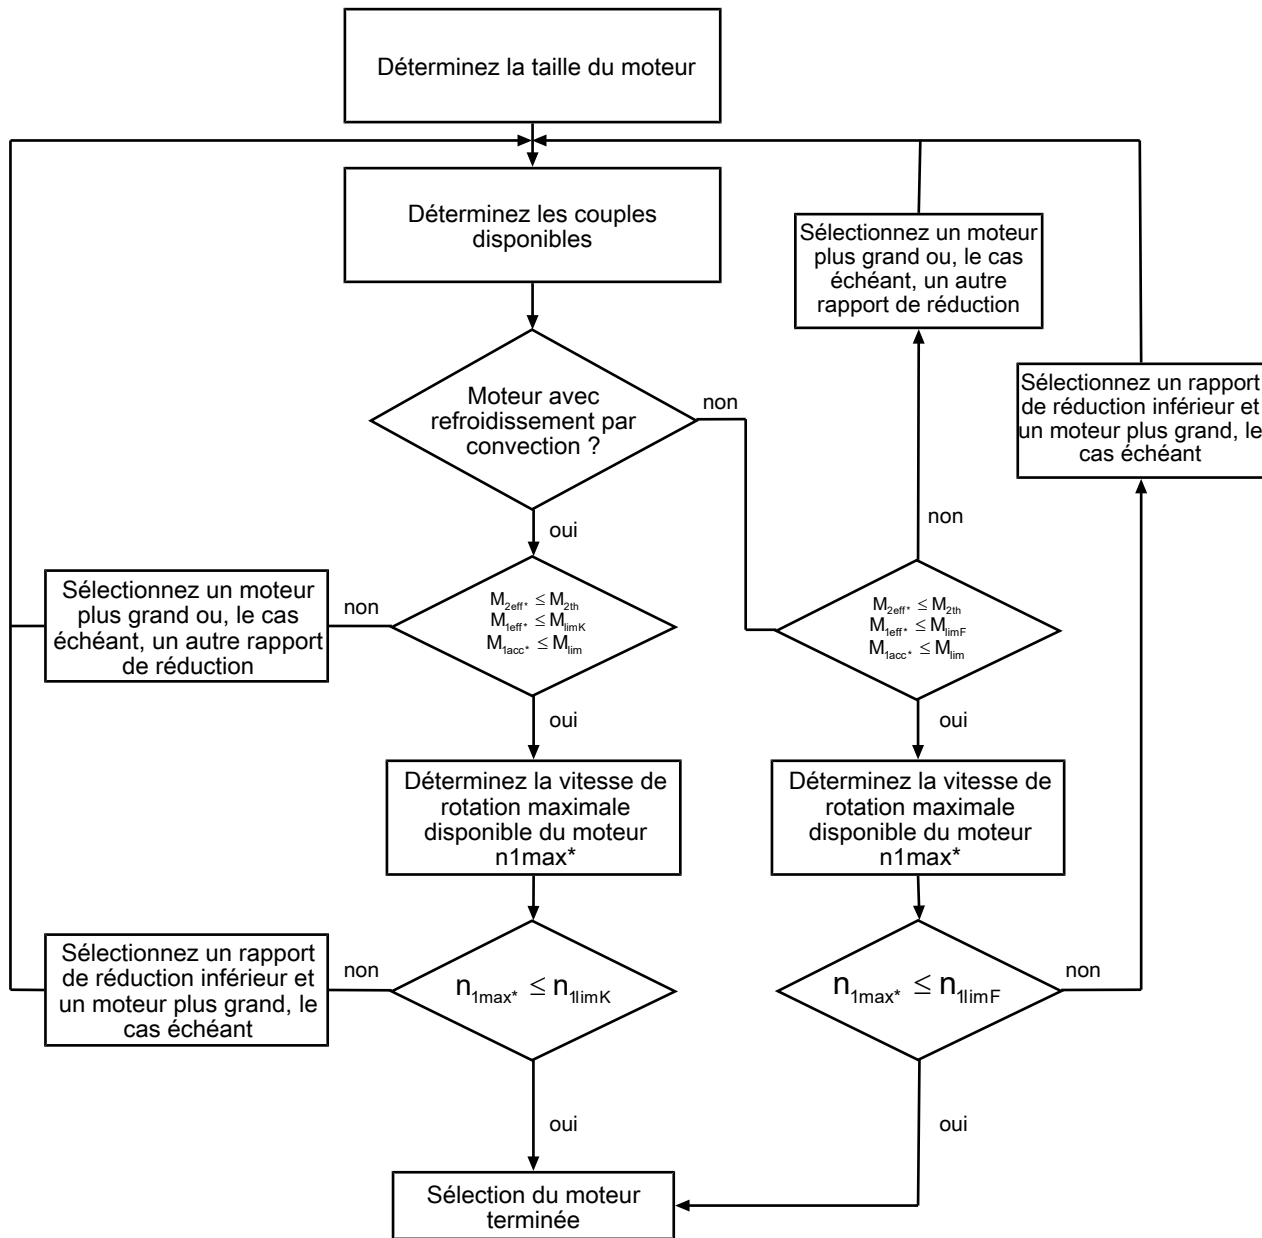 Déterminez la taille du moteur
Déterminez les couples
disponibles
Sélectionnez un moteur
plus grand ou, le cas
échéant, un autre
rapport de réduction
Moteur avec
refroidissement par
convection ?
non
oui
Sélectionnez un rapport
de réduction inférieur et
un moteur plus grand, le
cas échéant
non
Sélectionnez un moteur
plus grand ou, le cas
échéant, un autre rapport
de réduction
non
M2eff* ≤ M2th
M1eff* ≤ MlimK
M1acc* ≤ Mlim
M2eff* ≤ M2th
M1eff* ≤ MlimF
M1acc* ≤ Mlim
oui
oui
Déterminez la vitesse de
rotation maximale
disponible du moteur
n1max*
Déterminez la vitesse de
rotation maximale
disponible du moteur
n1max*
Sélectionnez un rapport
de réduction inférieur et
un moteur plus grand, le
cas échéant
non
n1max* ≤ n1limK
n1max* ≤ n1limF
non
oui
oui
Sélection du moteur
terminée